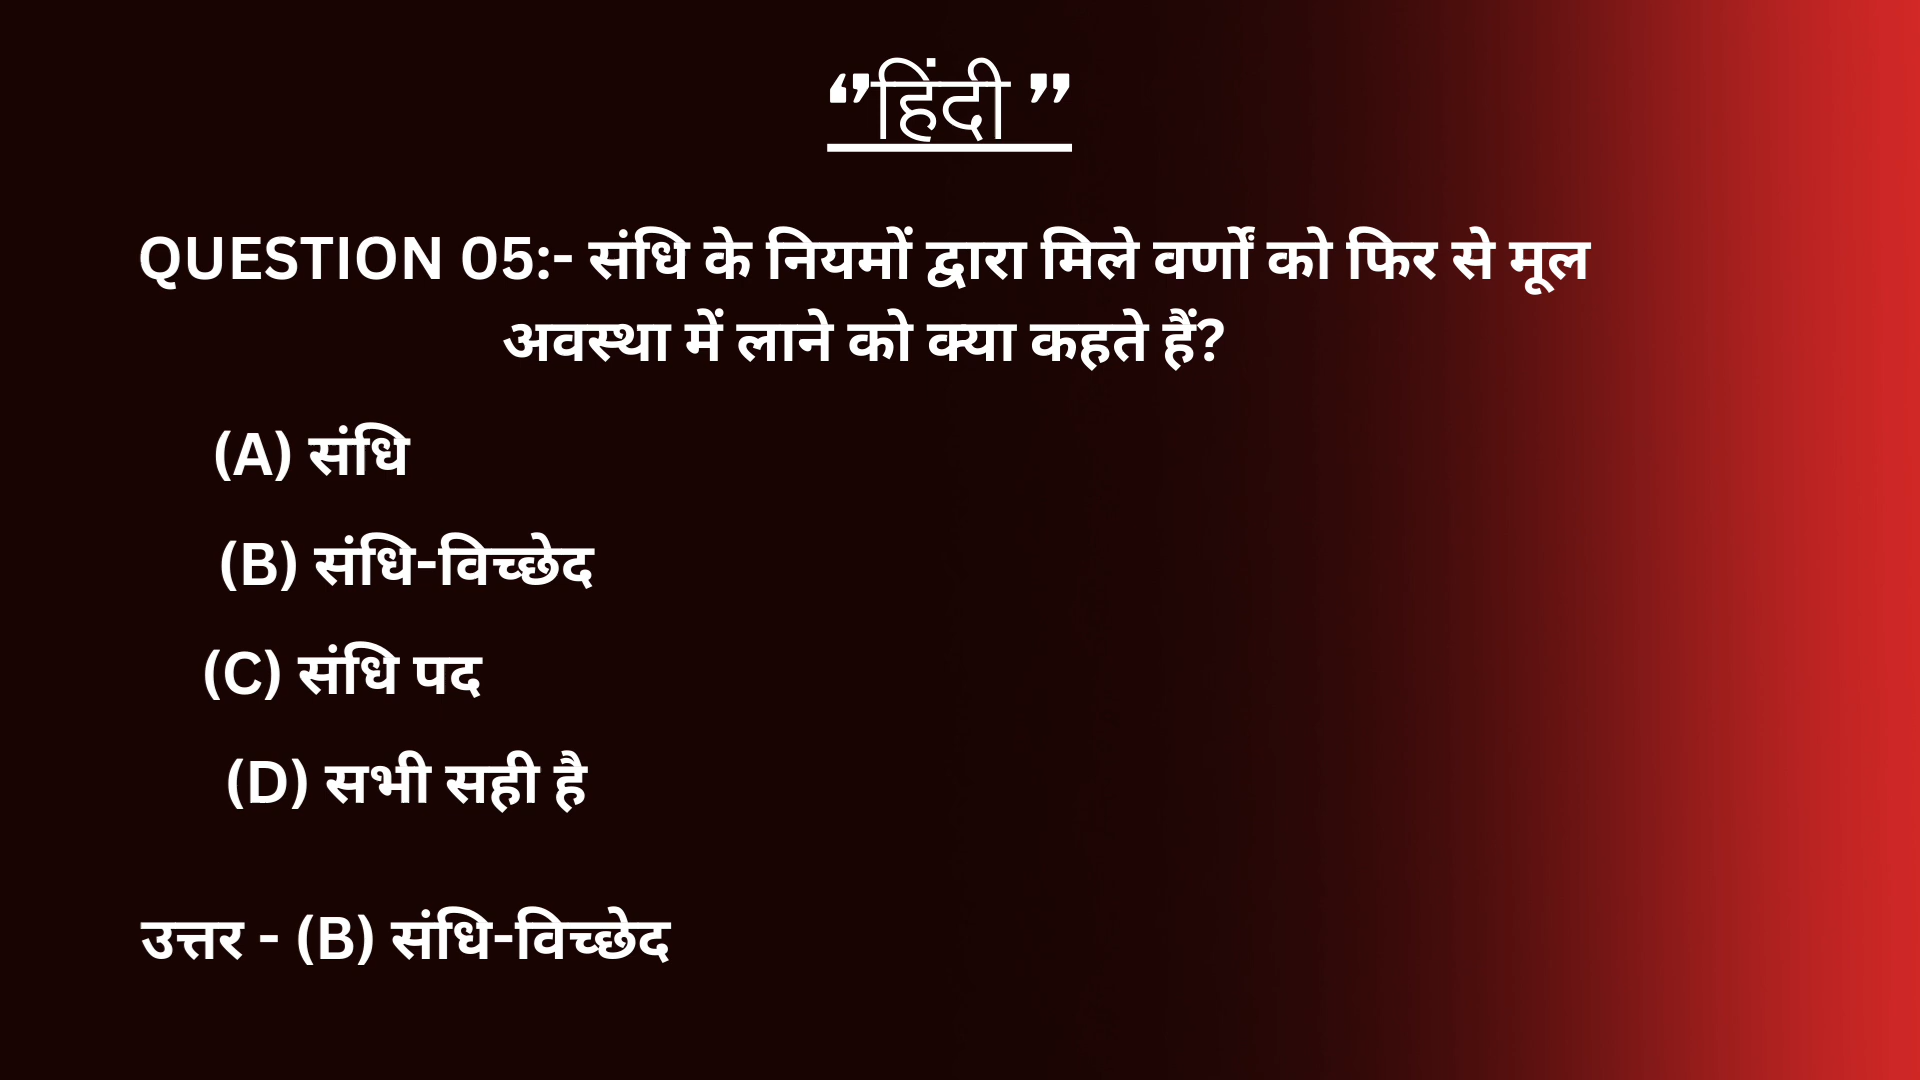 ❛❜हिंदी ❜❜
QUESTION 05:- संधि के नियमों द्वारा मिले वर्णों को फिर से मूल
अवस्था में लाने को क्या कहते हैं?
(A) संधि
(B) संधि-विच्छेद
(C) संधि पद
(D) सभी सही है
उत्तर - (B) संधि-विच्छेद